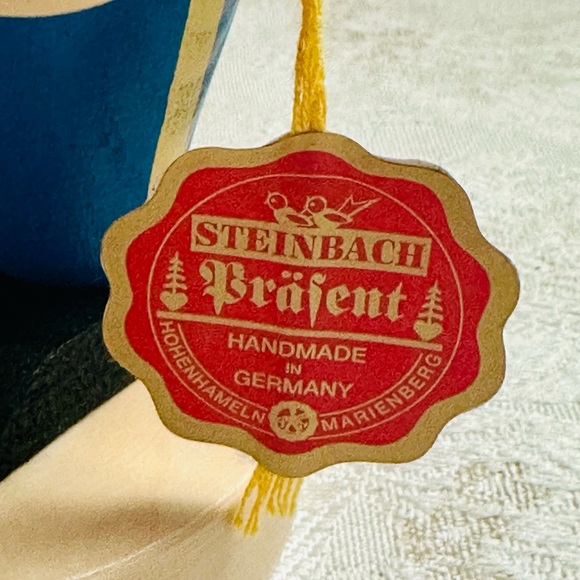 STEINBACH
Präſent
HANDMADE
IN
GERMANY
HOHENHAMELN MARIENBERG